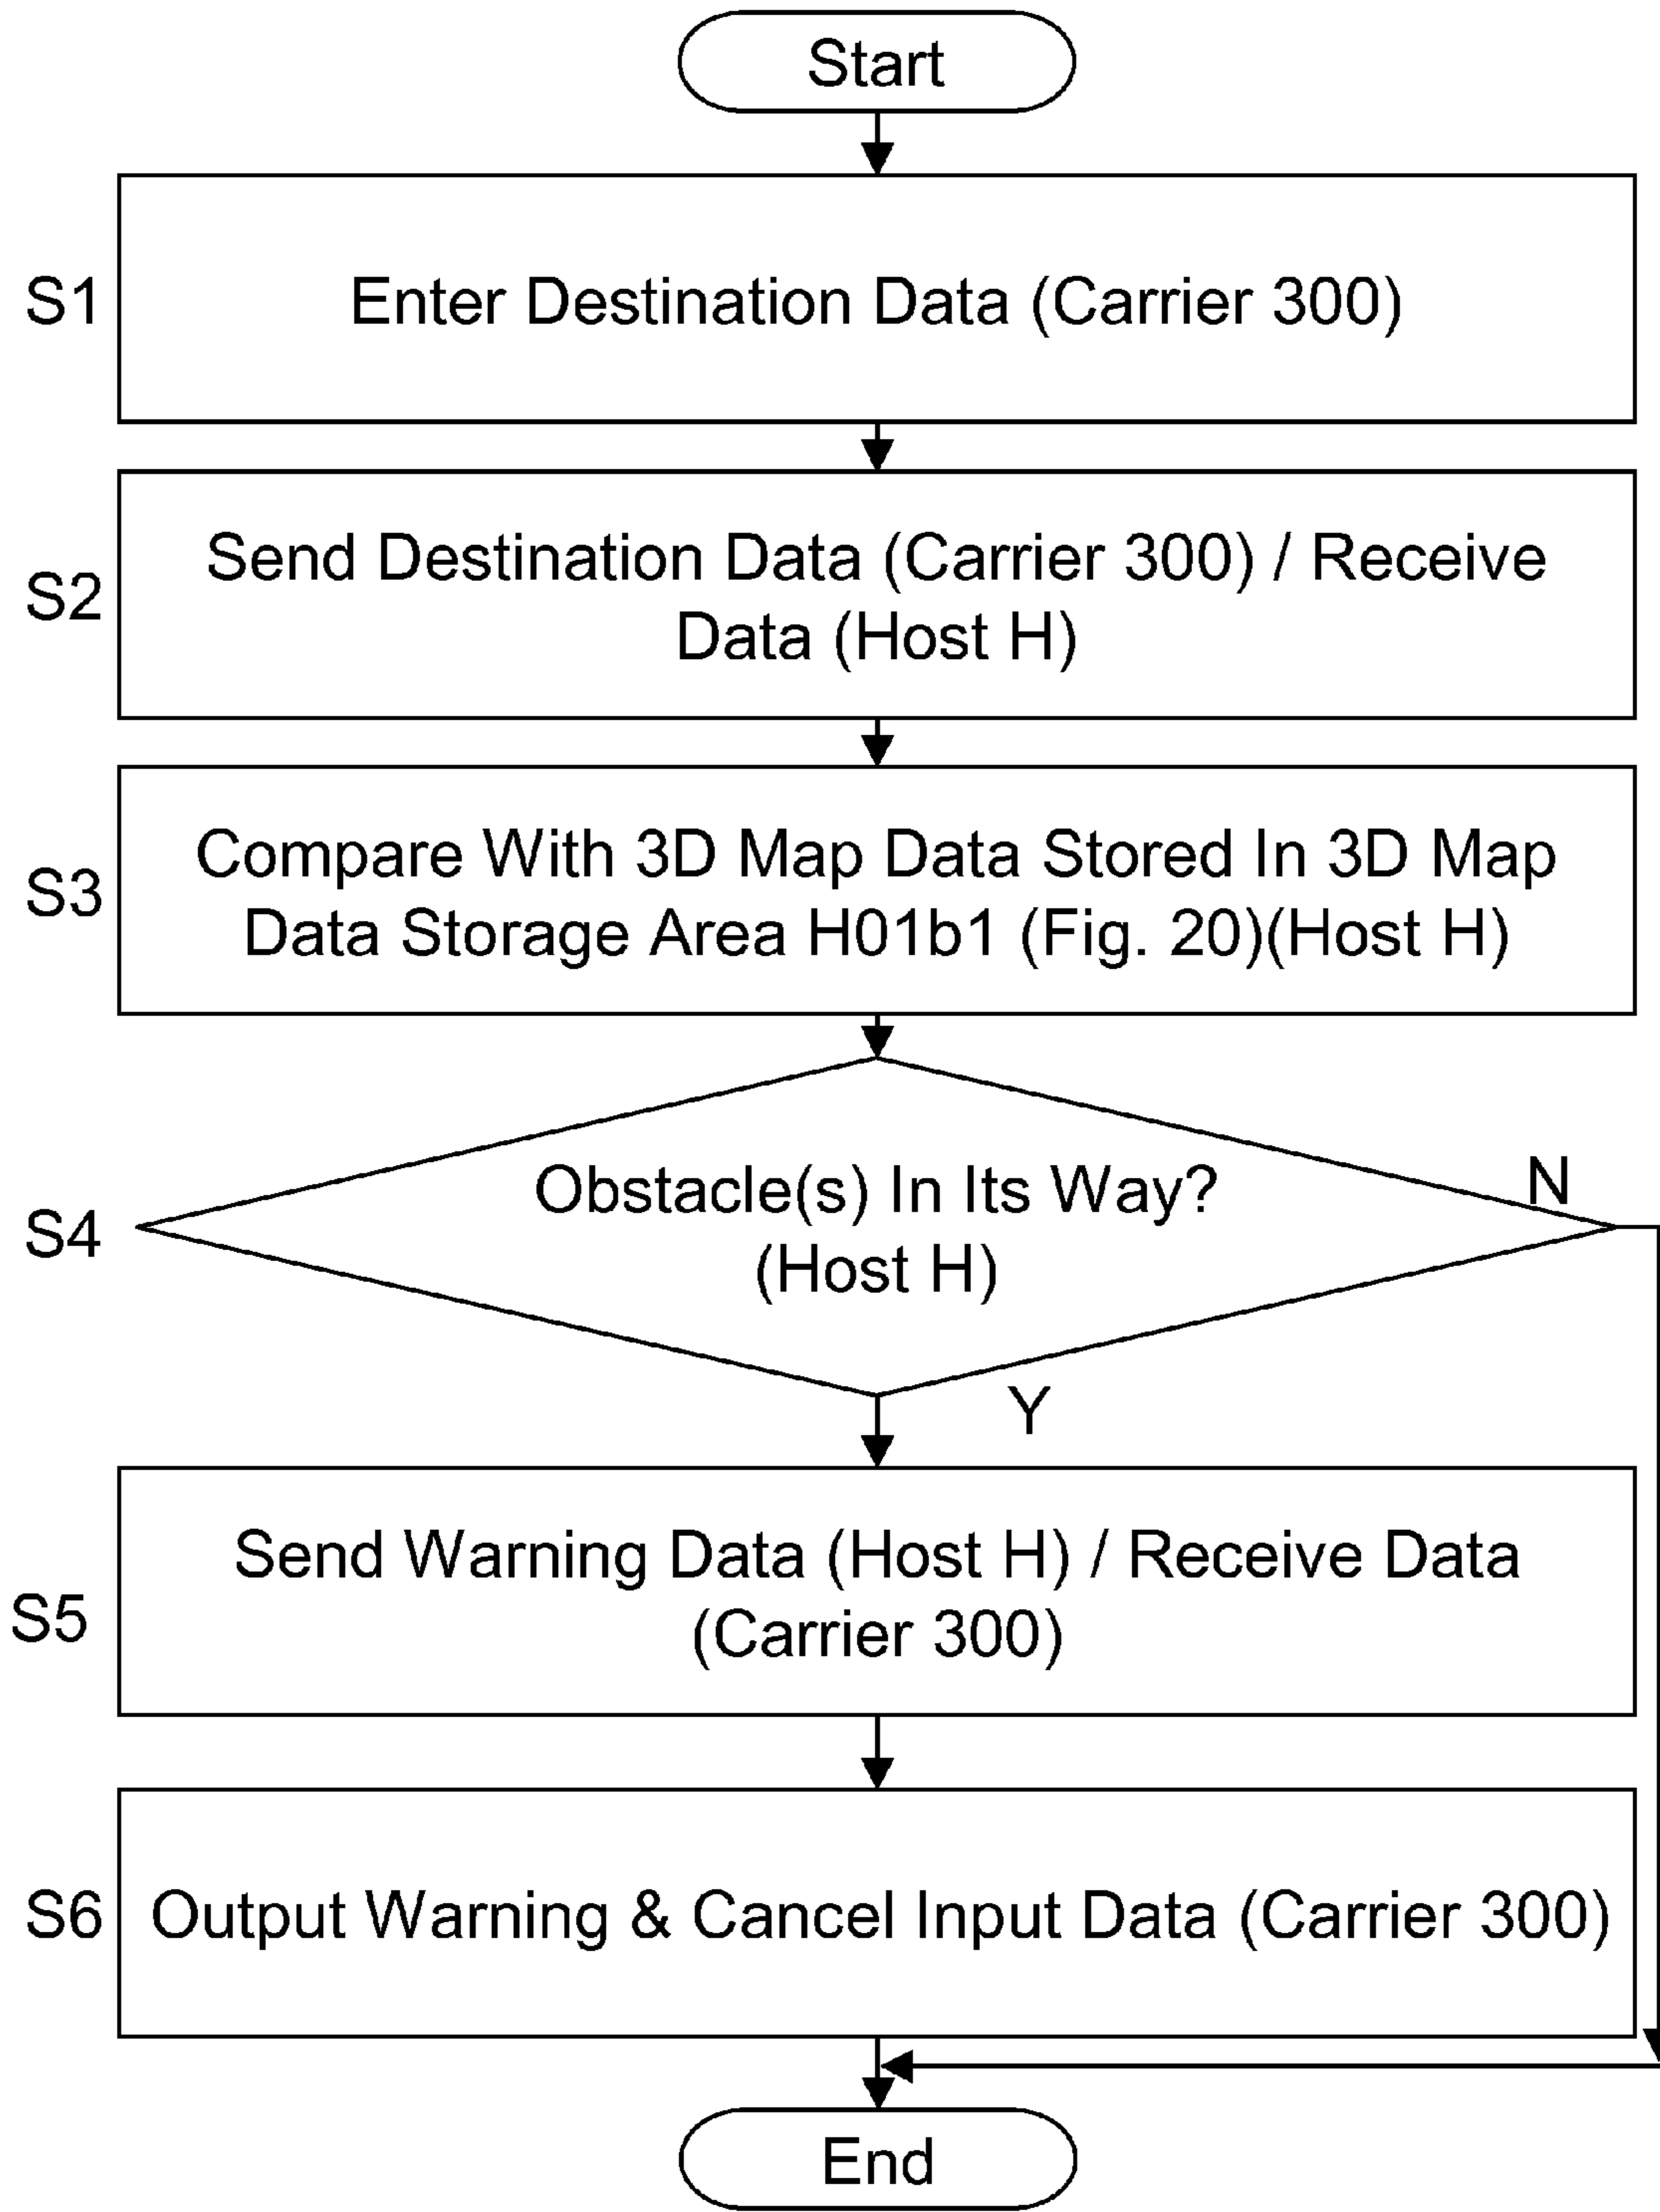 Start
S1
Enter Destination Data (Carrier 300)
S2
Send Destination Data (Carrier 300) / Receive
Data (Host H)
S3
Compare With 3D Map Data Stored In 3D Map
Data Storage Area H01b1 (Fig. 20)(Host H)
S4
Obstacle(s) In Its Way?
(Host H)
N
Y
S5
Send Warning Data (Host H) / Receive Data
(Carrier 300)
S6
Output Warning & Cancel Input Data (Carrier 300)
End